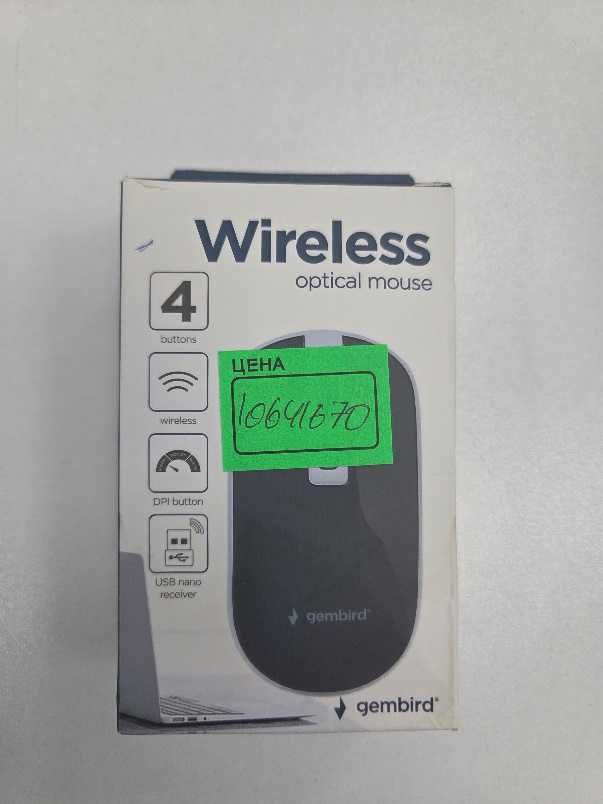 Wireless
optical mouse
4
buttons
wireless
DPI button
USB nano
receiver
ЦЕНА
10641670
gembird
gembird